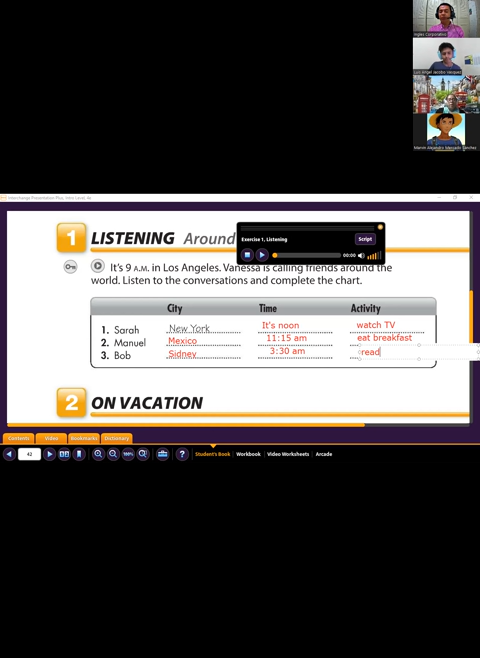 Ingles Corporativo
Luis Angel Jacobo Vasquez
Marvin Alejandro Mercado Sanchez
Interchange Presentation Plus, Intro Level, 4e
1 LISTENING Around
Exercise 1, Listening Script
00:00
It's 9 A.M. in Los Angeles. Vanessa is calling friends around the
world. Listen to the conversations and complete the chart.
City Time Activity
1. Sarah New York It's noon watch TV
2. Manuel Mexico 11:15 am eat breakfast
3. Bob Sidney 3:30 am read
2 ON VACATION
Contents Video Bookmarks Dictionary
42 100% ? Student's Book Workbook Video Worksheets Arcade